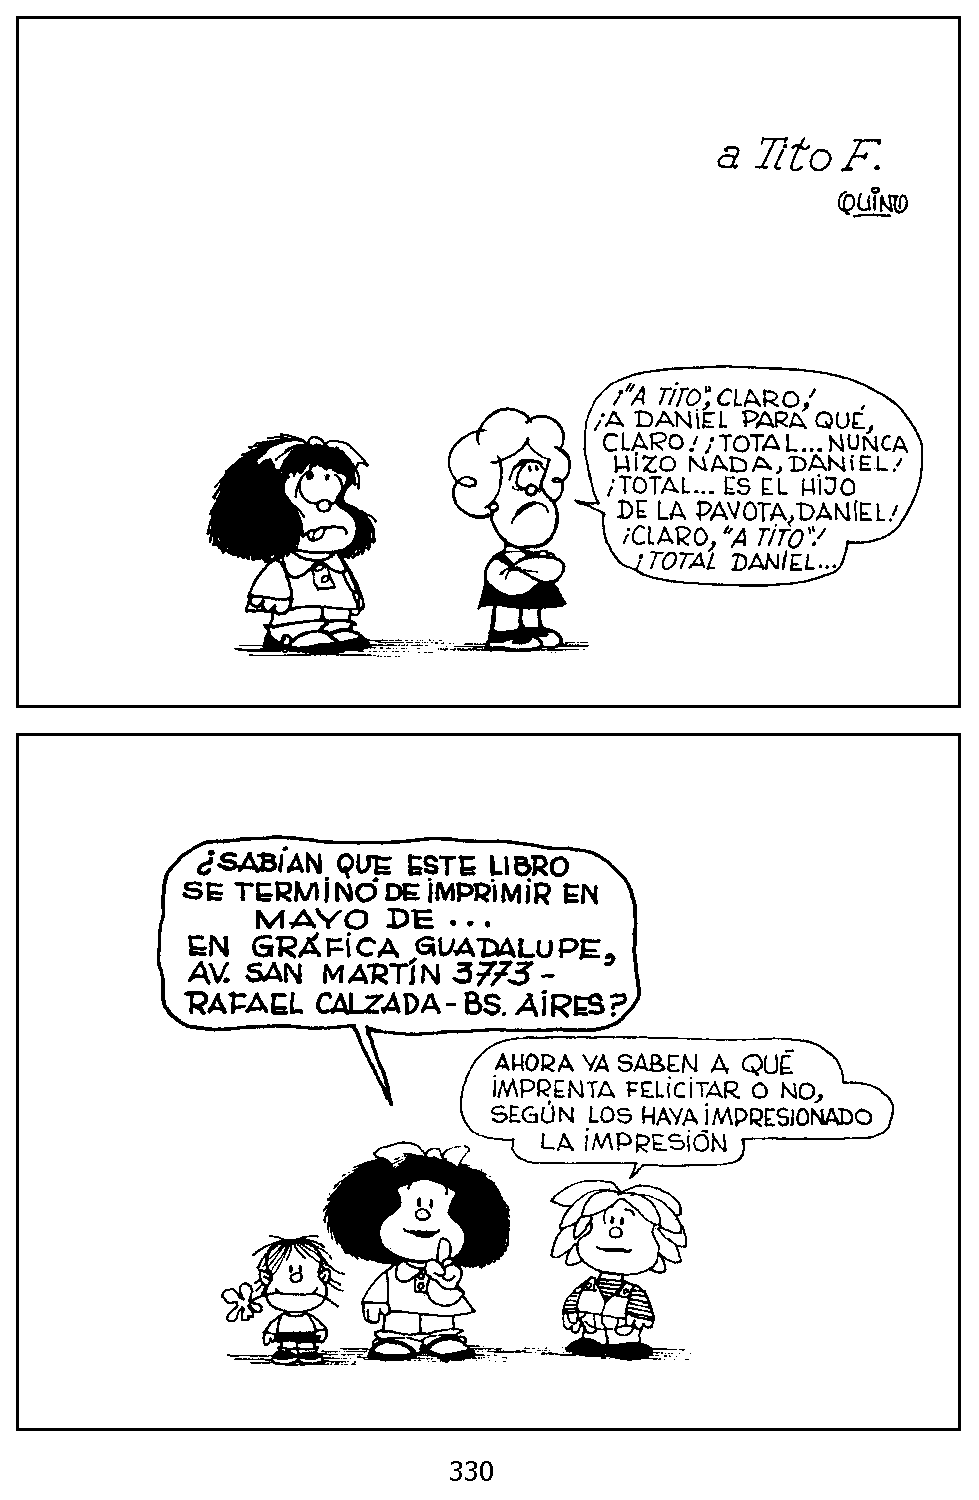 a Tito F.
QUINO
¡"A TITO", CLARO!
¡A DANIEL PARA QUÉ,
CLARO! ¡TOTAL... NUNCA
HIZO NADA, DANIEL!
¡TOTAL... ES EL HIJO
DE LA PAVOTA, DANIEL!
¡CLARO, "A TITO"!
¡TOTAL DANIEL...
¿SABÍAN QUE ESTE LIBRO
SE TERMINÓ DE IMPRIMIR EN
MAYO DE ...
EN GRÁFICA GUADALUPE,
AV. SAN MARTÍN 3773 -
RAFAEL CALZADA - BS. AIRES?
AHORA YA SABEN A QUÉ
IMPRENTA FELICITAR O NO,
SEGÚN LOS HAYA IMPRESIONADO
LA IMPRESIÓN
330